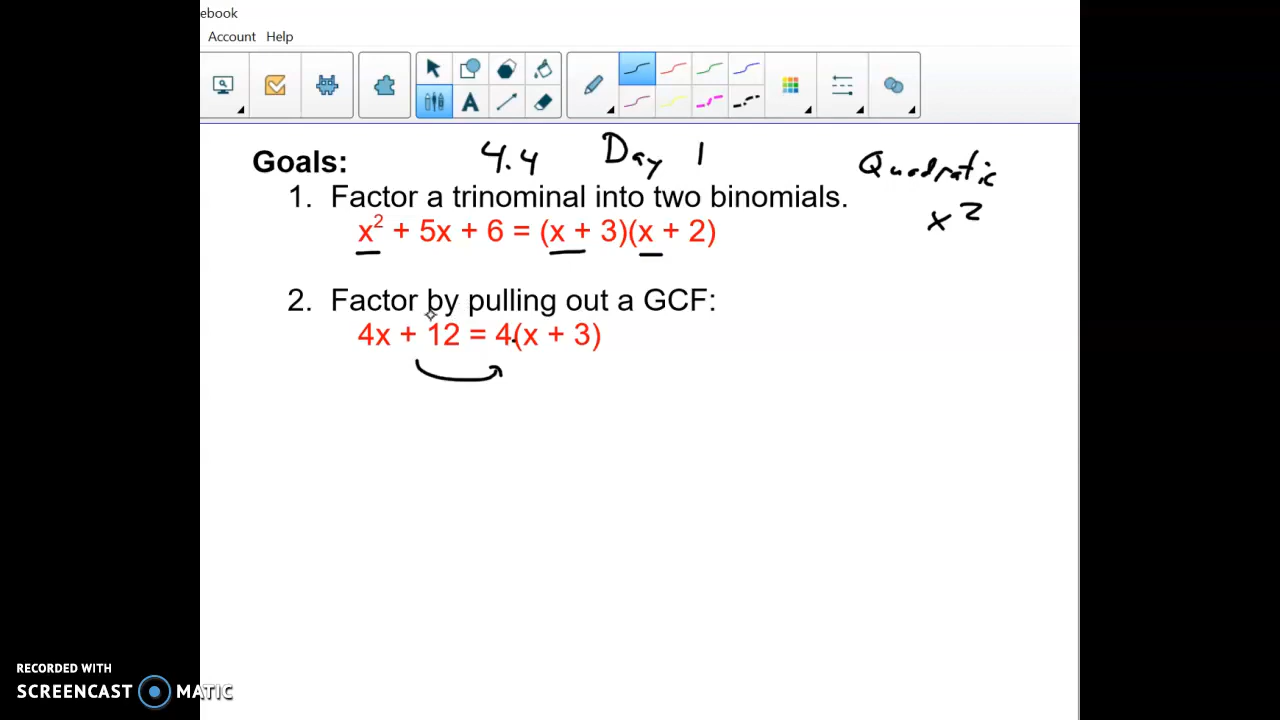 ebook
Account Help
Goals: 4.4 Day 1 Quadratic
1. Factor a trinominal into two binomials.
x² + 5x + 6 = (x + 3)(x + 2) x²
2. Factor by pulling out a GCF:
4x + 12 = 4(x + 3)
RECORDED WITH
SCREENCAST MATIC